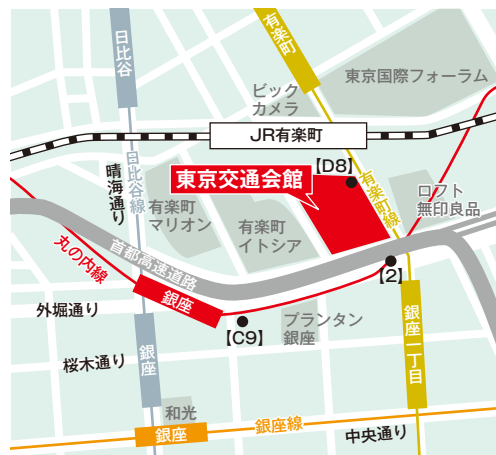 日比谷
有楽町
東京国際フォーラム
ビック
カメラ
JR有楽町
【D8】
東京交通会館
晴海通り
日比谷線
有楽町線
ロフト
無印良品
有楽町
マリオン
有楽町
イトシア
丸の内線
首都高速道路
【2】
銀座
外堀通り
【C9】
プランタン
銀座
銀座一丁目
桜木通り
銀座
和光
銀座
銀座線
中央通り